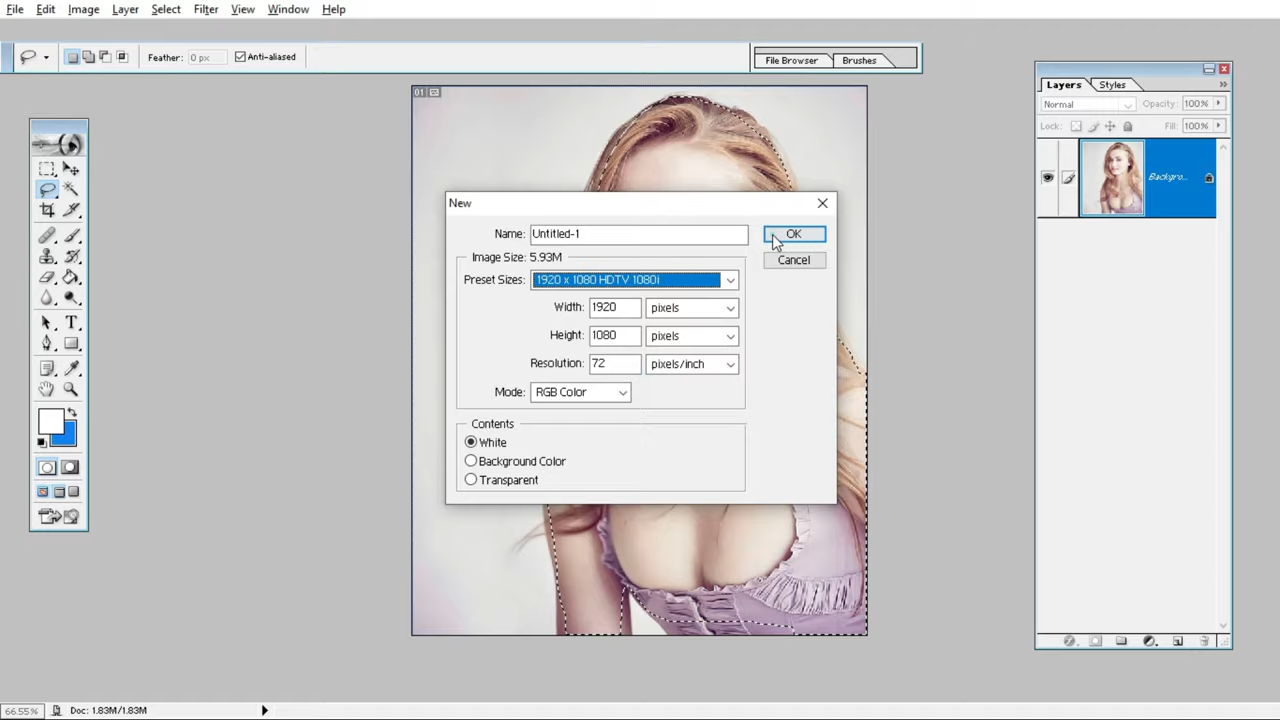 File Edit Image Layer Select Filter View Window Help
Feather: 0 px Anti-aliased File Browser Brushes
01
Layers Styles
Normal Opacity: 100%
Lock: Fill: 100%
Backgro...
New
Name: Untitled-1 OK
Image Size: 5.93M Cancel
Preset Sizes: 1920 x 1080 HDTV 1080i
Width: 1920 pixels
Height: 1080 pixels
Resolution: 72 pixels/inch
Mode: RGB Color
Contents
White
Background Color
Transparent
T
66.55% Doc: 1.83M/1.83M